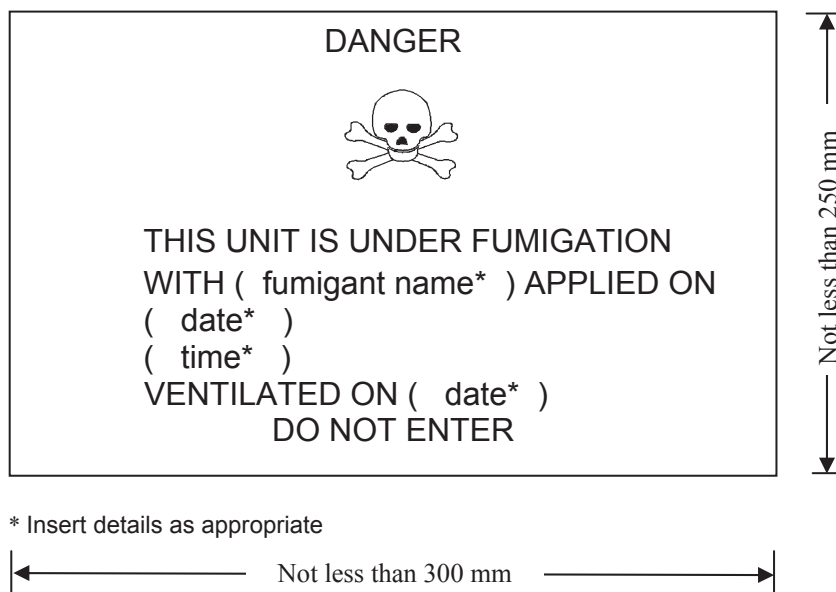 DANGER
THIS UNIT IS UNDER FUMIGATION
WITH ( fumigant name* ) APPLIED ON
( date* )
( time* )
VENTILATED ON ( date* )
DO NOT ENTER
Not less than 250 mm
* Insert details as appropriate
Not less than 300 mm